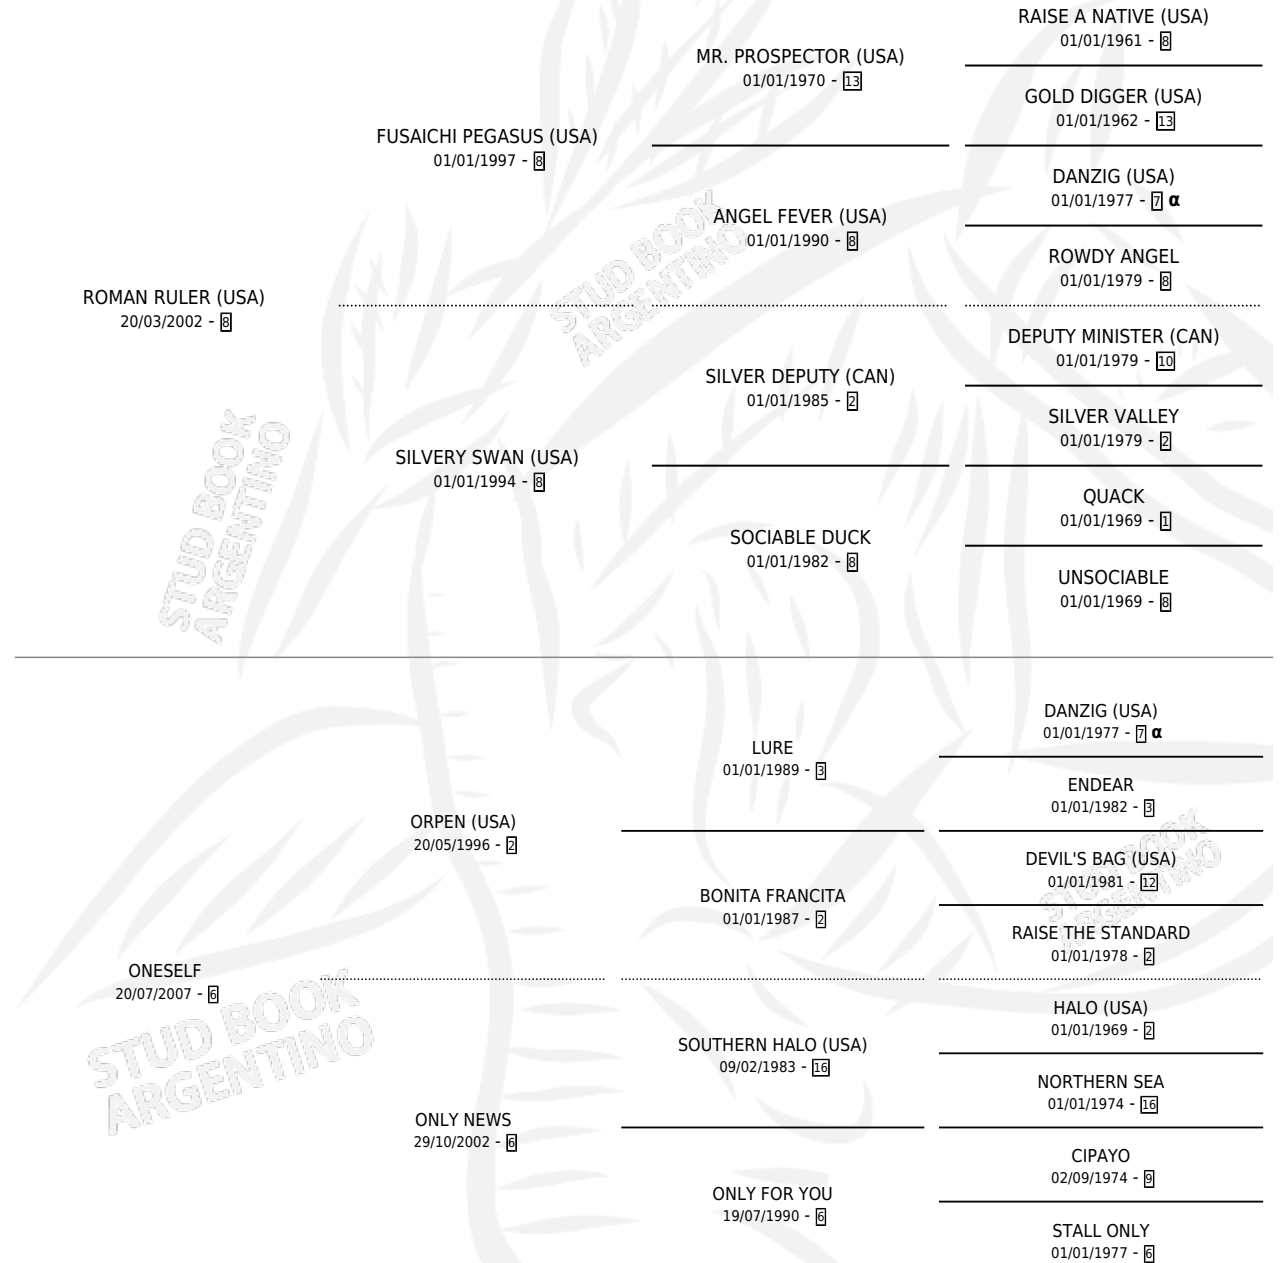 RAISE A NATIVE (USA)
01/01/1961 - 8
MR. PROSPECTOR (USA)
01/01/1970 - 13
GOLD DIGGER (USA)
01/01/1962 - 13
FUSAICHI PEGASUS (USA)
01/01/1997 - 8
DANZIG (USA)
01/01/1977 - 7 α
ANGEL FEVER (USA)
01/01/1990 - 8
ROWDY ANGEL
01/01/1979 - 8
STUD BOOK
ARGENTINO
ROMAN RULER (USA)
20/03/2002 - 8
DEPUTY MINISTER (CAN)
01/01/1979 - 10
SILVER DEPUTY (CAN)
01/01/1985 - 2
SILVER VALLEY
01/01/1979 - 2
SILVERY SWAN (USA)
01/01/1994 - 8
QUACK
01/01/1969 - 1
SOCIABLE DUCK
01/01/1982 - 8
UNSOCIABLE
01/01/1969 - 8
STUD BOOK
ARGENTINO
DANZIG (USA)
01/01/1977 - 7 α
LURE
01/01/1989 - 3
ENDEAR
01/01/1982 - 3
ORPEN (USA)
20/05/1996 - 2
DEVIL'S BAG (USA)
01/01/1981 - 12
BONITA FRANCITA
01/01/1987 - 2
RAISE THE STANDARD
01/01/1978 - 2
STUD BOOK
ARGENTINO
ONESELF
20/07/2007 - 6
HALO (USA)
01/01/1969 - 2
SOUTHERN HALO (USA)
09/02/1983 - 16
NORTHERN SEA
01/01/1974 - 16
STUD BOOK
ARGENTINO
ONLY NEWS
29/10/2002 - 6
CIPAYO
02/09/1974 - 9
ONLY FOR YOU
19/07/1990 - 6
STALL ONLY
01/01/1977 - 6